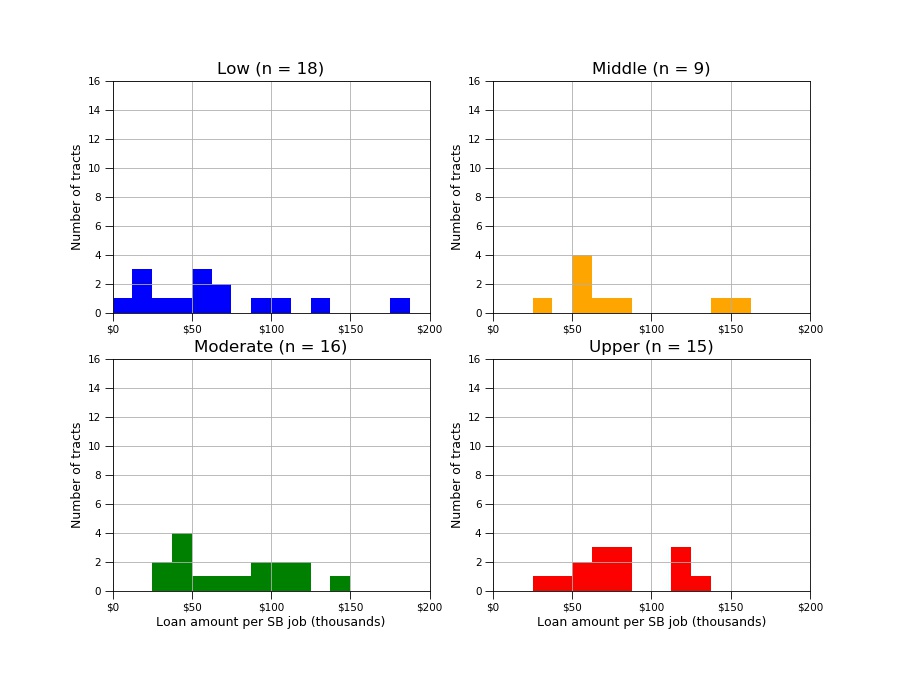 Low (n = 18)
Number of tracts
16
14
12
10
8
6
4
2
0
$0 $50 $100 $150 $200
Middle (n = 9)
Number of tracts
16
14
12
10
8
6
4
2
0
$0 $50 $100 $150 $200
Moderate (n = 16)
Number of tracts
16
14
12
10
8
6
4
2
0
$0 $50 $100 $150 $200
Loan amount per SB job (thousands)
Upper (n = 15)
Number of tracts
16
14
12
10
8
6
4
2
0
$0 $50 $100 $150 $200
Loan amount per SB job (thousands)